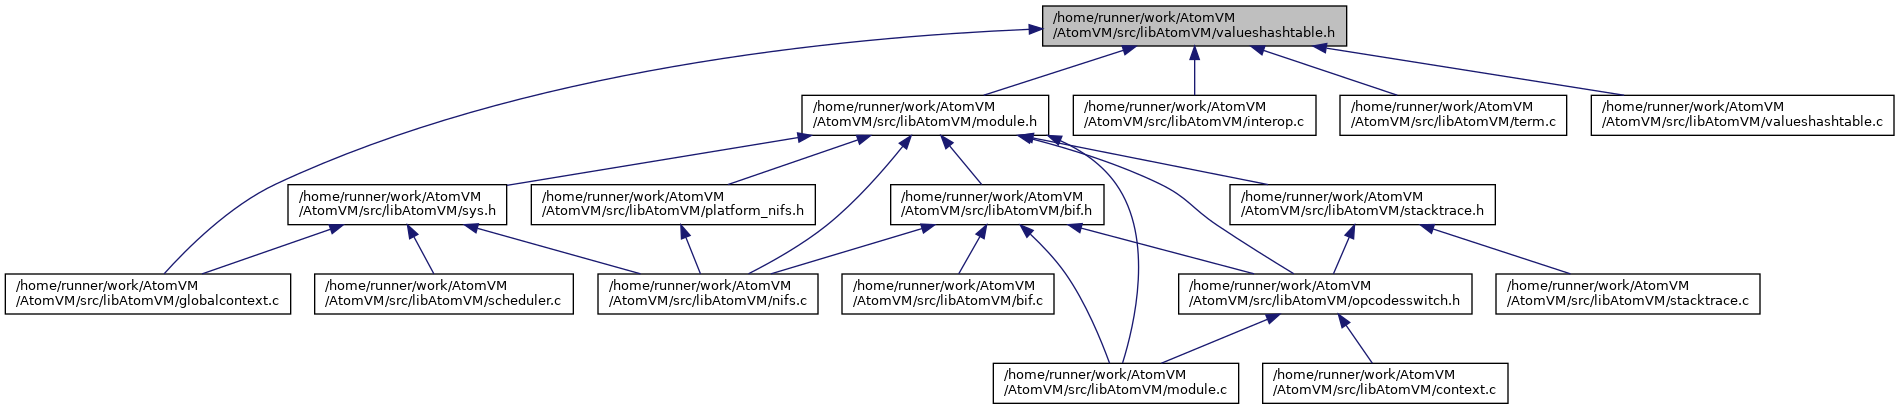 /home/runner/work/AtomVM
/AtomVM/src/libAtomVM/valueshashtable.h
/home/runner/work/AtomVM
/AtomVM/src/libAtomVM/module.h
/home/runner/work/AtomVM
/AtomVM/src/libAtomVM/interop.c
/home/runner/work/AtomVM
/AtomVM/src/libAtomVM/term.c
/home/runner/work/AtomVM
/AtomVM/src/libAtomVM/valueshashtable.c
/home/runner/work/AtomVM
/AtomVM/src/libAtomVM/sys.h
/home/runner/work/AtomVM
/AtomVM/src/libAtomVM/platform_nifs.h
/home/runner/work/AtomVM
/AtomVM/src/libAtomVM/bif.h
/home/runner/work/AtomVM
/AtomVM/src/libAtomVM/stacktrace.h
/home/runner/work/AtomVM
/AtomVM/src/libAtomVM/globalcontext.c
/home/runner/work/AtomVM
/AtomVM/src/libAtomVM/scheduler.c
/home/runner/work/AtomVM
/AtomVM/src/libAtomVM/nifs.c
/home/runner/work/AtomVM
/AtomVM/src/libAtomVM/bif.c
/home/runner/work/AtomVM
/AtomVM/src/libAtomVM/opcodesswitch.h
/home/runner/work/AtomVM
/AtomVM/src/libAtomVM/stacktrace.c
/home/runner/work/AtomVM
/AtomVM/src/libAtomVM/module.c
/home/runner/work/AtomVM
/AtomVM/src/libAtomVM/context.c